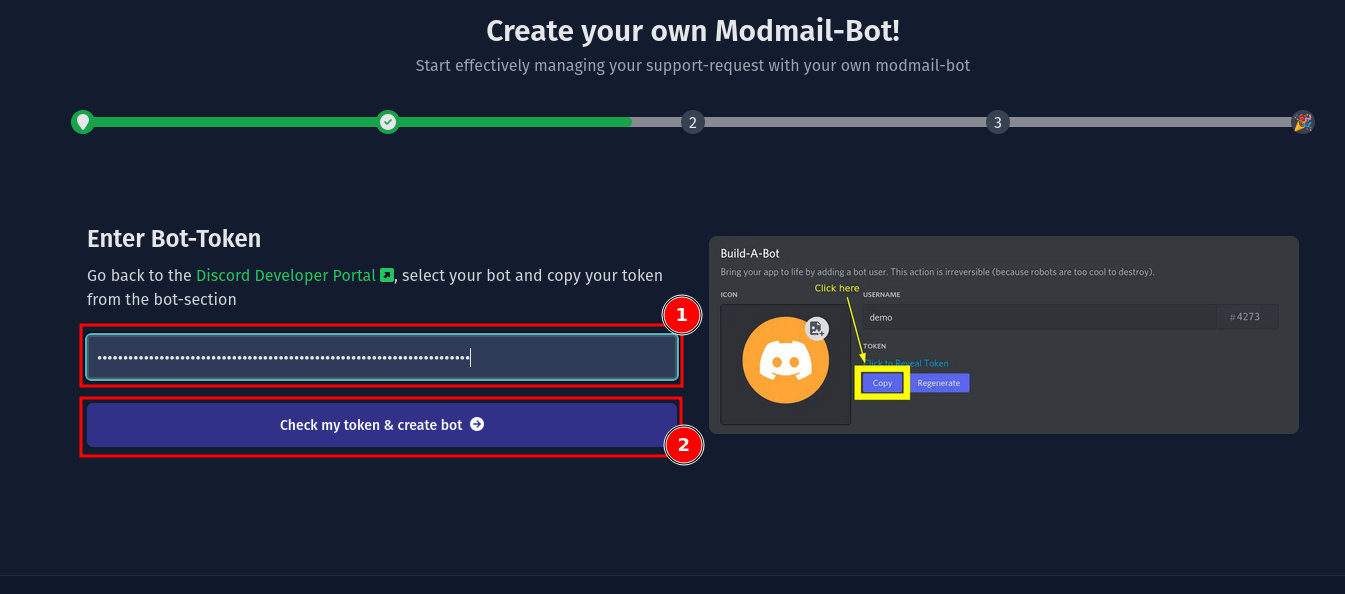 Create your own Modmail-Bot!
Start effectively managing your support-request with your own modmail-bot
2
3
Enter Bot-Token
Go back to the Discord Developer Portal, select your bot and copy your token
from the bot-section
1
Check my token & create bot
2
Build-A-Bot
Bring your app to life by adding a bot user. This action is irreversible (because robots are too cool to destroy).
Click here
ICON
USERNAME
demo
#4273
TOKEN
Click to Reveal Token
Copy
Regenerate